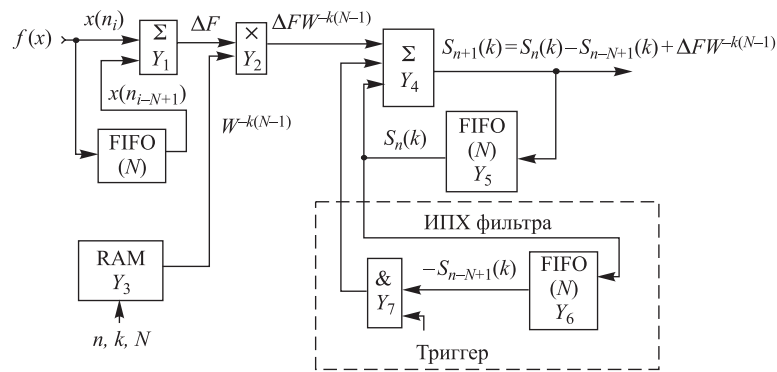 f(x)
x(n_i)
Σ
Y_1
ΔF
×
Y_2
ΔFW^{–k(N–1)}
Σ
Y_4
S_{n+1}(k) = S_n(k) – S_{n–N+1}(k) + ΔFW^{–k(N–1)}
x(n_{i–N+1})
FIFO
(N)
W^{–k(N–1)}
S_n(k)
FIFO
(N)
Y_5
ИПХ фильтра
RAM
Y_3
n, k, N
&
Y_7
–S_{n–N+1}(k)
FIFO
(N)
Y_6
Триггер